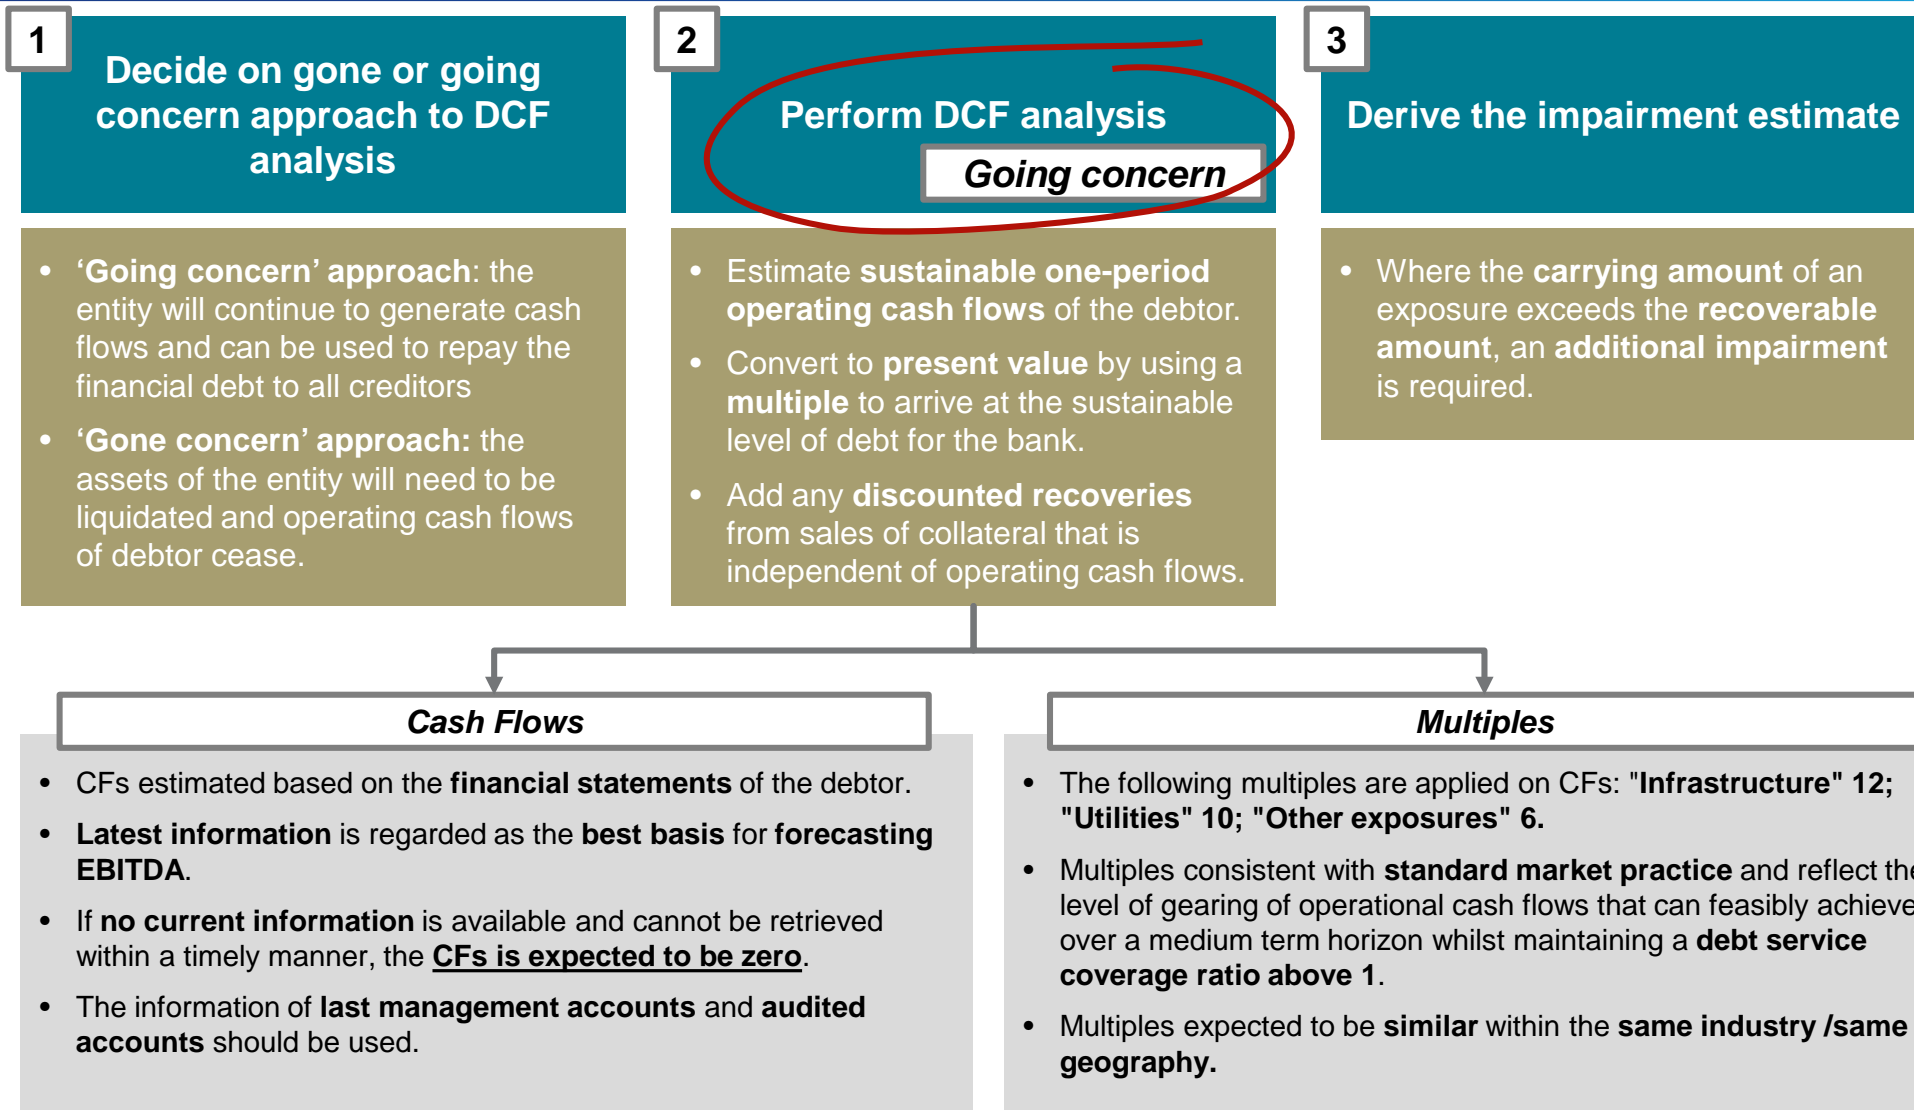 1
Decide on gone or going
concern approach to DCF
analysis
• ‘Going concern’ approach: the
entity will continue to generate cash
flows and can be used to repay the
financial debt to all creditors
• ‘Gone concern’ approach: the
assets of the entity will need to be
liquidated and operating cash flows
of debtor cease.
2
Perform DCF analysis
Going concern
• Estimate sustainable one-period
operating cash flows of the debtor.
• Convert to present value by using a
multiple to arrive at the sustainable
level of debt for the bank.
• Add any discounted recoveries
from sales of collateral that is
independent of operating cash flows.
3
Derive the impairment estimate
• Where the carrying amount of an
exposure exceeds the recoverable
amount, an additional impairment
is required.
Cash Flows
• CFs estimated based on the financial statements of the debtor.
• Latest information is regarded as the best basis for forecasting
EBITDA.
• If no current information is available and cannot be retrieved
within a timely manner, the CFs is expected to be zero.
• The information of last management accounts and audited
accounts should be used.
Multiples
• The following multiples are applied on CFs: "Infrastructure" 12;
"Utilities" 10; "Other exposures" 6.
• Multiples consistent with standard market practice and reflect the
level of gearing of operational cash flows that can feasibly achieve
over a medium term horizon whilst maintaining a debt service
coverage ratio above 1.
• Multiples expected to be similar within the same industry /same
geography.